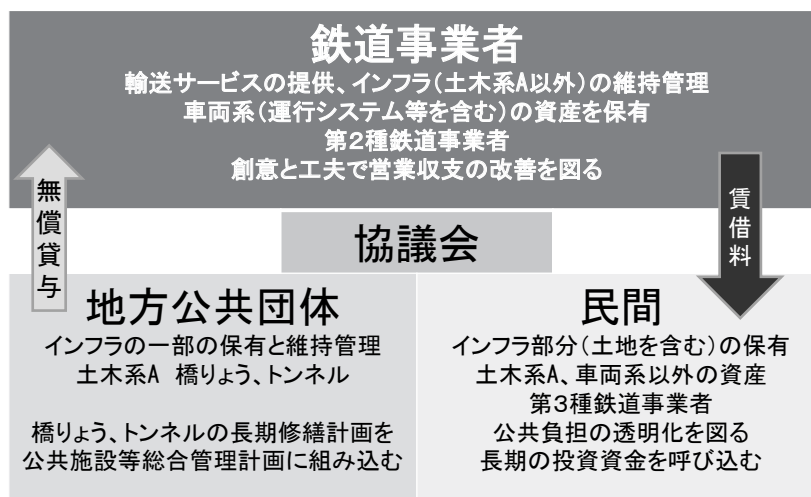 鉄道事業者
輸送サービスの提供、インフラ(土木系A以外)の維持管理
車両系(運行システム等を含む)の資産を保有
第2種鉄道事業者
創意と工夫で営業収支の改善を図る
無償貸与
賃借料
協議会
地方公共団体
インフラの一部の保有と維持管理
土木系A 橋りょう、トンネル
橋りょう、トンネルの長期修繕計画を
公共施設等総合管理計画に組み込む
民間
インフラ部分(土地を含む)の保有
土木系A、車両系以外の資産
第3種鉄道事業者
公共負担の透明化を図る
長期の投資資金を呼び込む